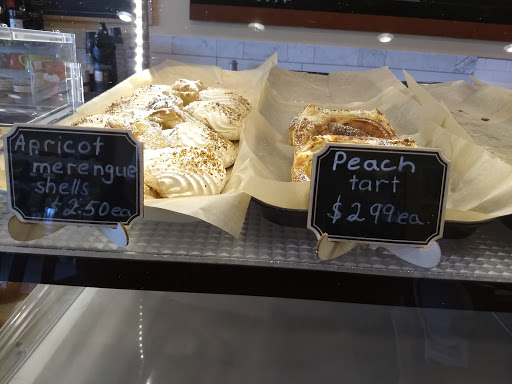 Apricot
merengue
shells
$2.50 ea
Peach
tart
$2.99 ea